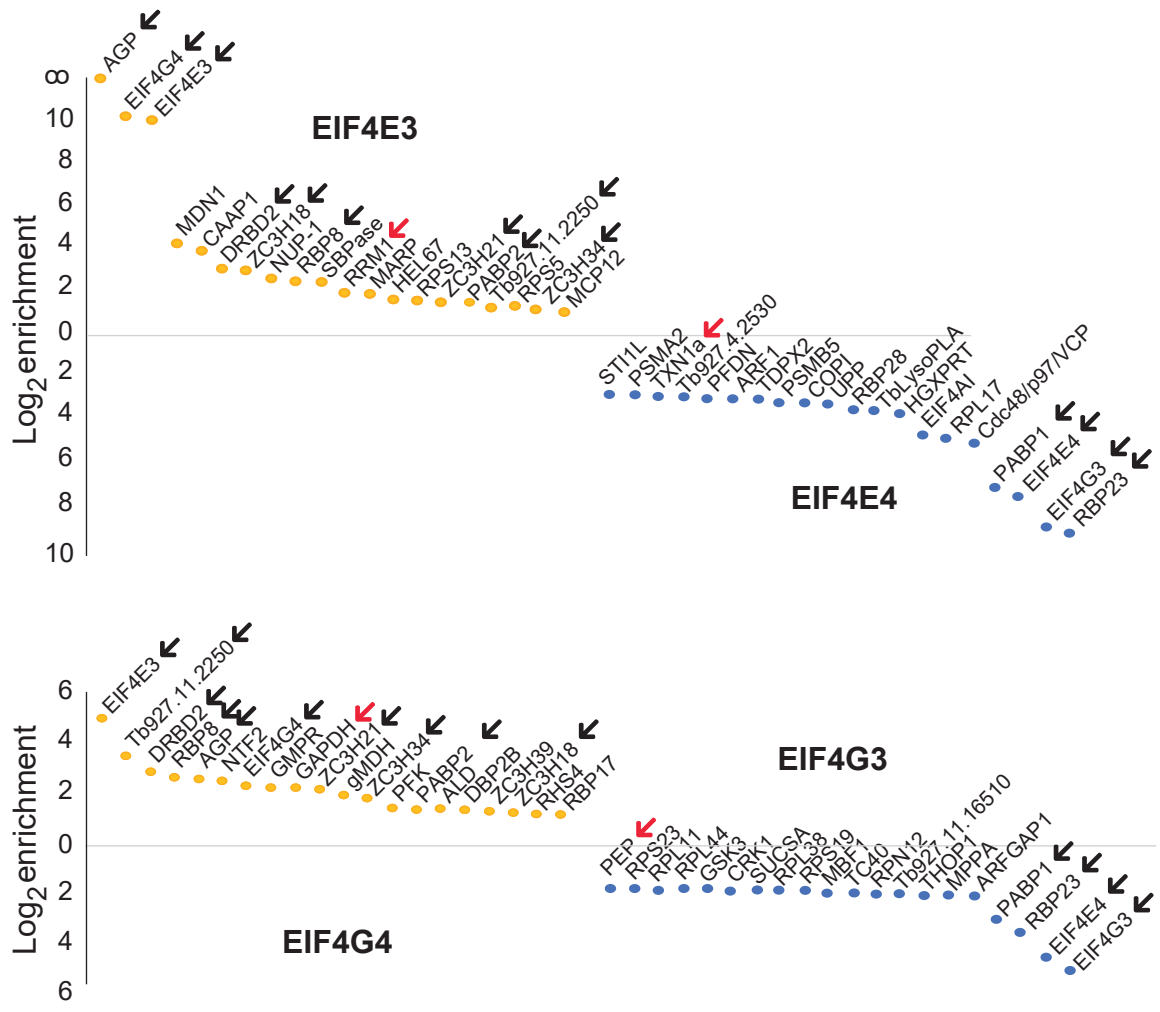 ∞
10
8
6
4
2
0
2
4
6
8
10
Log2 enrichment
EIF4E3
AGP
EIF4G4
EIF4E3
MDN1
CAAP1
DRBD2
ZC3H18
NUP-1
RBP8
SBPase
RRM1
MARP
HEL67
RPS13
ZC3H21
PABP2
Tb927.11.2250
RPS5
ZC3H34
MCP12
STI1L
PSMA2
TXN1a
Tb927.4.2530
PFDN
ARF1
TDPX2
PSMB5
COPI
UPP
RBP28
TbLysoPLA
HGXPRT
EIF4AI
RPL17
Cdc48/p97/VCP
PABP1
EIF4E4
EIF4G3
RBP23
EIF4E4
6
4
2
0
2
4
6
Log2 enrichment
EIF4E3
Tb927.11.2250
DRBD2
RBP8
AGP
NTF2
EIF4G4
GMPR
GAPDH
ZC3H21
gMDH
ZC3H34
PFK
PABP2
ALD
DBP2B
ZC3H39
ZC3H18
RHS4
RBP17
EIF4G3
PEP
RPS23
RPL11
RPL44
GSK3
CRK1
SUCSA
RPL38
RPS19
MBF1
TC40
RPN12
Tb927.11.16510
THOP1
MPPA
ARFGAP1
PABP1
RBP23
EIF4E4
EIF4G3
EIF4G4